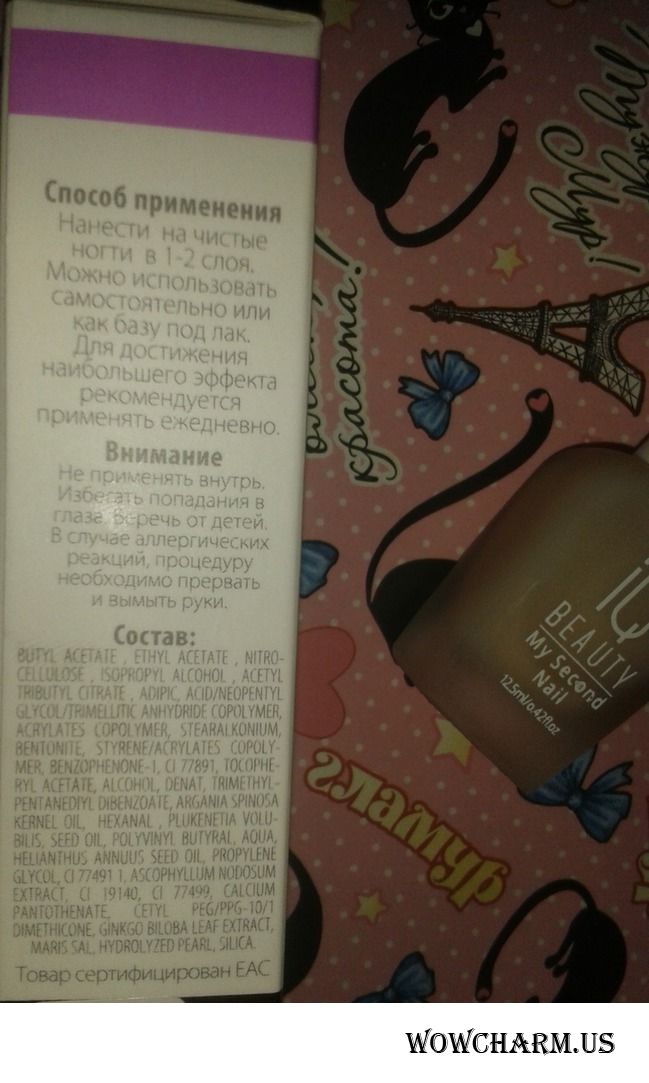 Способ применения
Нанести на чистые
ногти в 1-2 слоя.
Можно использовать
самостоятельно или
как базу под лак.
Для достижения
наибольшего эффекта
рекомендуется
применять ежедневно.
Внимание
Не применять внутрь.
Избегать попадания в
глаза. Беречь от детей.
В случае аллергических
реакций, процедуру
необходимо прервать
и вымыть руки.
Состав:
BUTYL ACETATE , ETHYL ACETATE , NITRO-
CELLULOSE , ISOPROPYL ALCOHOL , ACETYL
TRIBUTYL CITRATE , ADIPIC, ACID/NEOPENTYL
GLYCOL/TRIMELLITIC ANHYDRIDE COPOLYMER,
ACRYLATES COPOLYMER, STEARALKONIUM,
BENTONITE, STYRENE/ACRYLATES COPOLY-
MER, BENZOPHENONE-1, CI 77891, TOCOPHE-
RYL ACETATE, ALCOHOL, DENAT, TRIMETHYL-
PENTANEDIYL DIBENZOATE, ARGANIA SPINOSA
KERNEL OIL, HEXANAL , PLUKENETIA VOLU-
BILIS, SEED OIL, POLYVINYL BUTYRAL, AQUA,
HELIANTHUS ANNUUS SEED OIL, PROPYLENE
GLYCOL, CI 77491 1, ASCOPHYLLUM NODOSUM
EXTRACT, CI 19140, CI 77499, CALCIUM
PANTOTHENATE, CETYL PEG/PPG-10/1
DIMETHICONE, GINKGO BILOBA LEAF EXTRACT,
MARIS SAL, HYDROLYZED PEARL, SILICA.
Товар сертифицирован ЕАС
красота!
iQ
BEAUTY
My Second
Nail
12.5ml/0.42floz
гламур
WOWCHARM.US